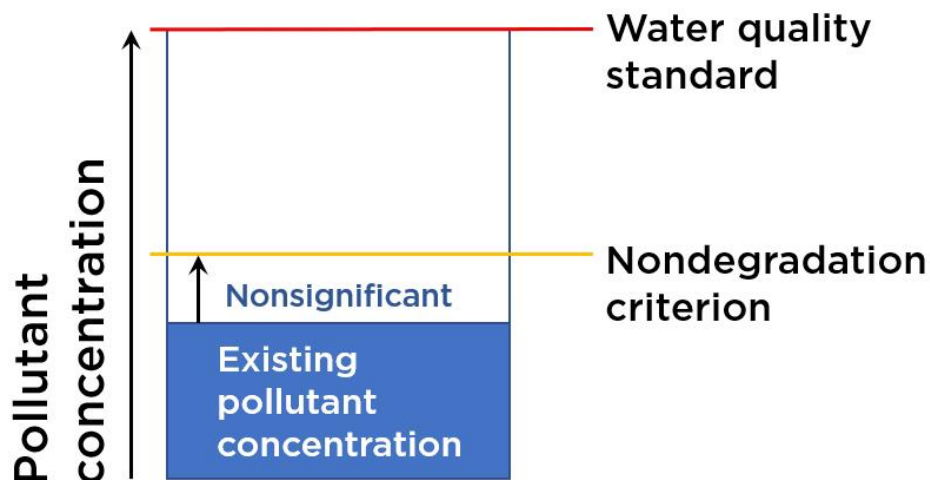 Water quality
standard
Pollutant
concentration
Nondegradation
criterion
Nonsignificant
Existing
pollutant
concentration